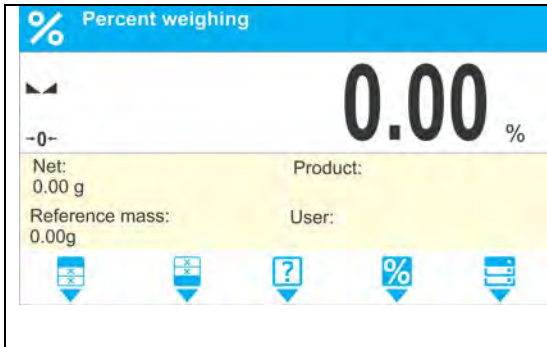 % Percent weighing
0.00 %
→0←
Net:
0.00 g
Product:
Reference mass:
0.00g
User:
? %